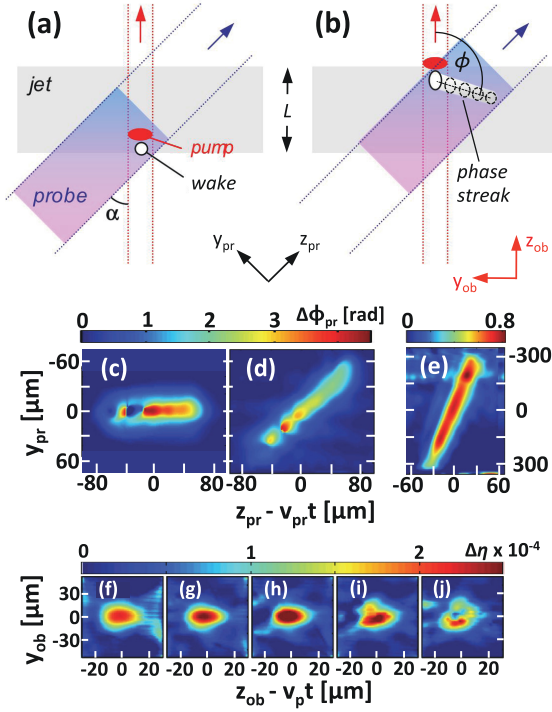 (a)
(b)
jet
L
ϕ
pump
wake
phase
streak
probe
α
y_pr
z_pr
z_ob
y_ob
Δϕ_pr [rad]
0 1 2 3 4
0 0.8
(c) (d) (e)
y_pr [μm]
-60
0
60
-300
0
300
-80 0 80 -80 0 80 -60 0 60
z_pr - v_pr t [μm]
0 1 2 Δη x 10⁻⁴
(f) (g) (h) (i) (j)
y_ob [μm]
-30
0
30
-20 0 20 -20 0 20 -20 0 20 -20 0 20 -20 0 20
z_ob - v_p t [μm]